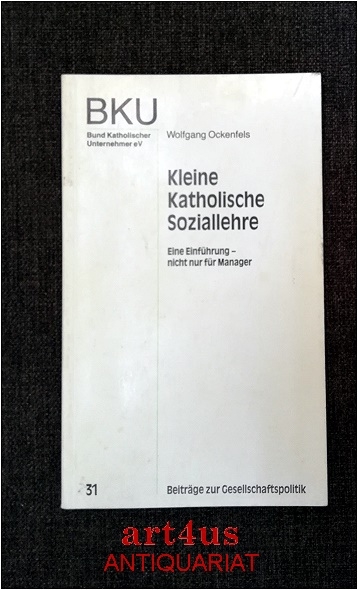 BKU
Bund Katholischer
Unternehmer eV
Wolfgang Ockenfels
Kleine
Katholische
Soziallehre
Eine Einführung –
nicht nur für Manager
31
Beiträge zur Gesellschaftspolitik
art4us
ANTIQUARIAT